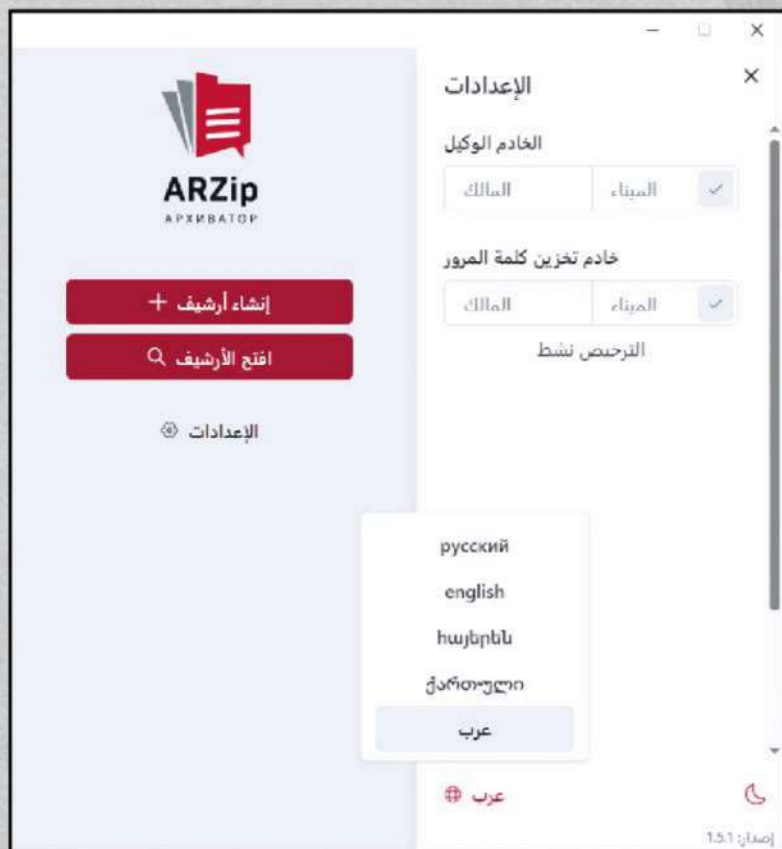 ARZip
АРХИВАТОР
إنشاء أرشيف +
افتح الأرشيف
الإعدادات
الإعدادات
الخادم الوكيل
المالك الميناء
خادم تخزين كلمة المرور
المالك الميناء
الترخيص نشط
русский
english
հայերեն
ქართული
عرب
عرب
إصدار: 1.5.1